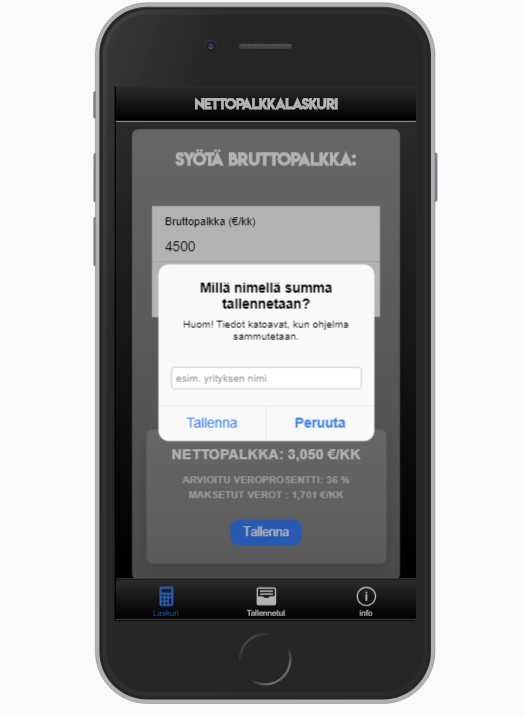 NETTOPALKKALASKURI
SYÖTÄ BRUTTOPALKKA:
Bruttopalkka (€/kk)
4500
Millä nimellä summa
tallennetaan?
Huom! Tiedot katoavat, kun ohjelma
sammutetaan.
esim. yrityksen nimi
Tallenna Peruuta
NETTOPALKKA: 3,050 €/KK
ARVIOITU VEROPROSENTTI: 36 %
MAKSETUT VEROT : 1,701 €/KK
Tallenna
Laskuri Tallennetut info